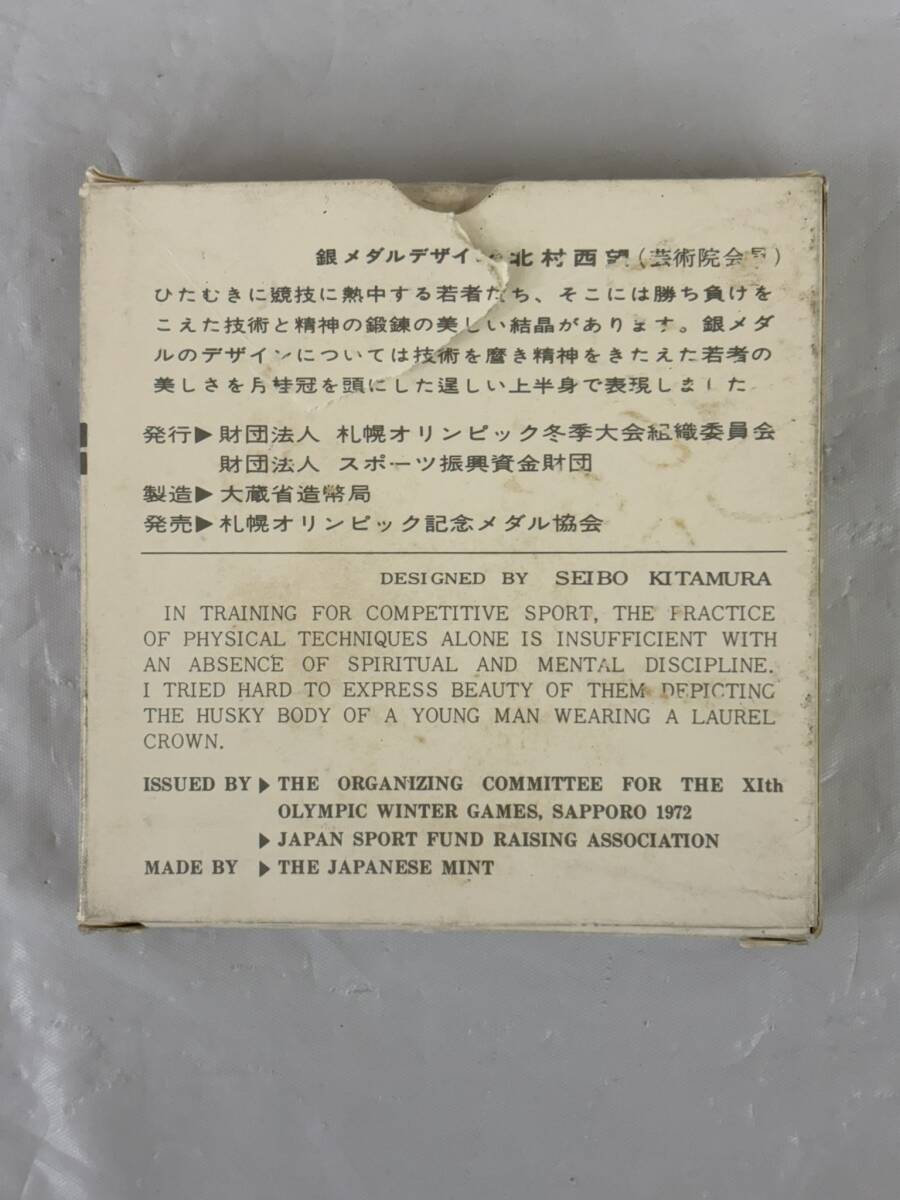 銀メダルデザイン 北村西望(芸術院会員)
ひたむきに競技に熱中する若者たち、そこには勝ち負けを
こえた技術と精神の鍛錬の美しい結晶があります。銀メダ
ルのデザインについては技術を磨き精神をきたえた若者の
美しさを月桂冠を頭にした逞しい上半身で表現しました
発行▶財団法人 札幌オリンピック冬季大会組織委員会
財団法人 スポーツ振興資金財団
製造▶大蔵省造幣局
発売▶札幌オリンピック記念メダル協会
DESIGNED BY SEIBO KITAMURA
IN TRAINING FOR COMPETITIVE SPORT, THE PRACTICE
OF PHYSICAL TECHNIQUES ALONE IS INSUFFICIENT WITH
AN ABSENCE OF SPIRITUAL AND MENTAL DISCIPLINE.
I TRIED HARD TO EXPRESS BEAUTY OF THEM DEPICTING
THE HUSKY BODY OF A YOUNG MAN WEARING A LAUREL
CROWN.
ISSUED BY ▶ THE ORGANIZING COMMITTEE FOR THE XIth
OLYMPIC WINTER GAMES, SAPPORO 1972
▶ JAPAN SPORT FUND RAISING ASSOCIATION
MADE BY ▶ THE JAPANESE MINT